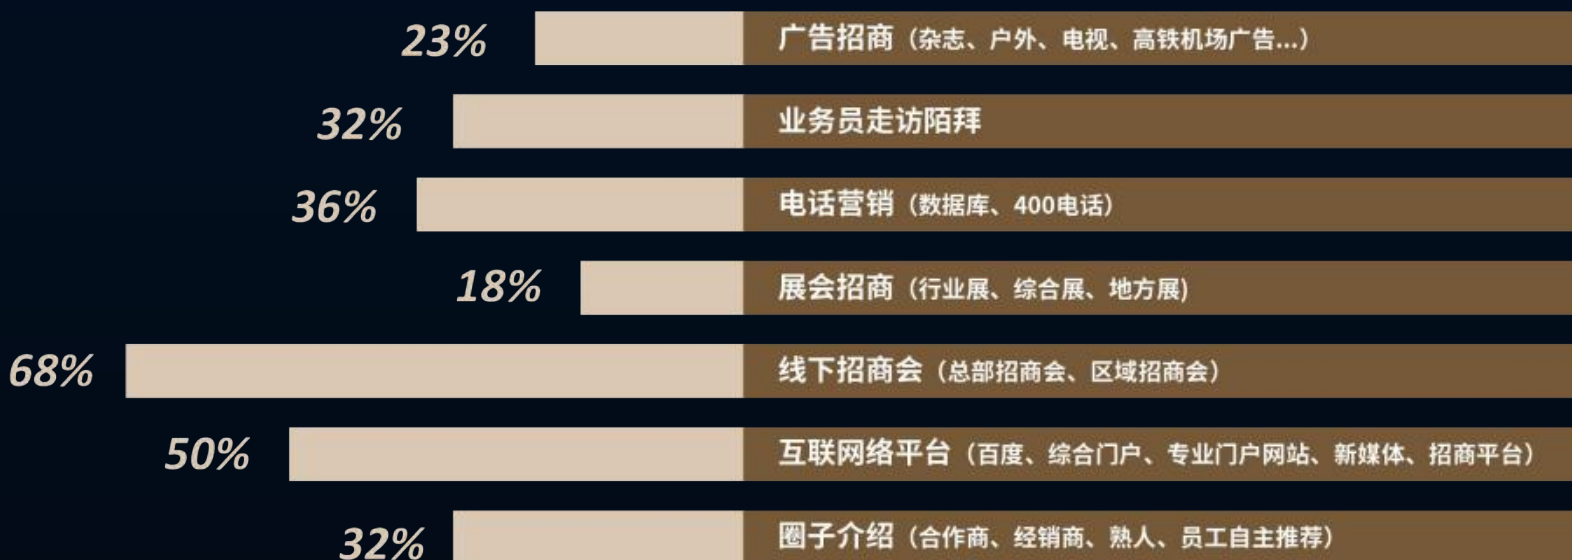 23% 广告招商（杂志、户外、电视、高铁机场广告...）
32% 业务员走访陌拜
36% 电话营销（数据库、400电话）
18% 展会招商（行业展、综合展、地方展)
68% 线下招商会（总部招商会、区域招商会）
50% 互联网络平台（百度、综合门户、专业门户网站、新媒体、招商平台）
32% 圈子介绍（合作商、经销商、熟人、员工自主推荐）